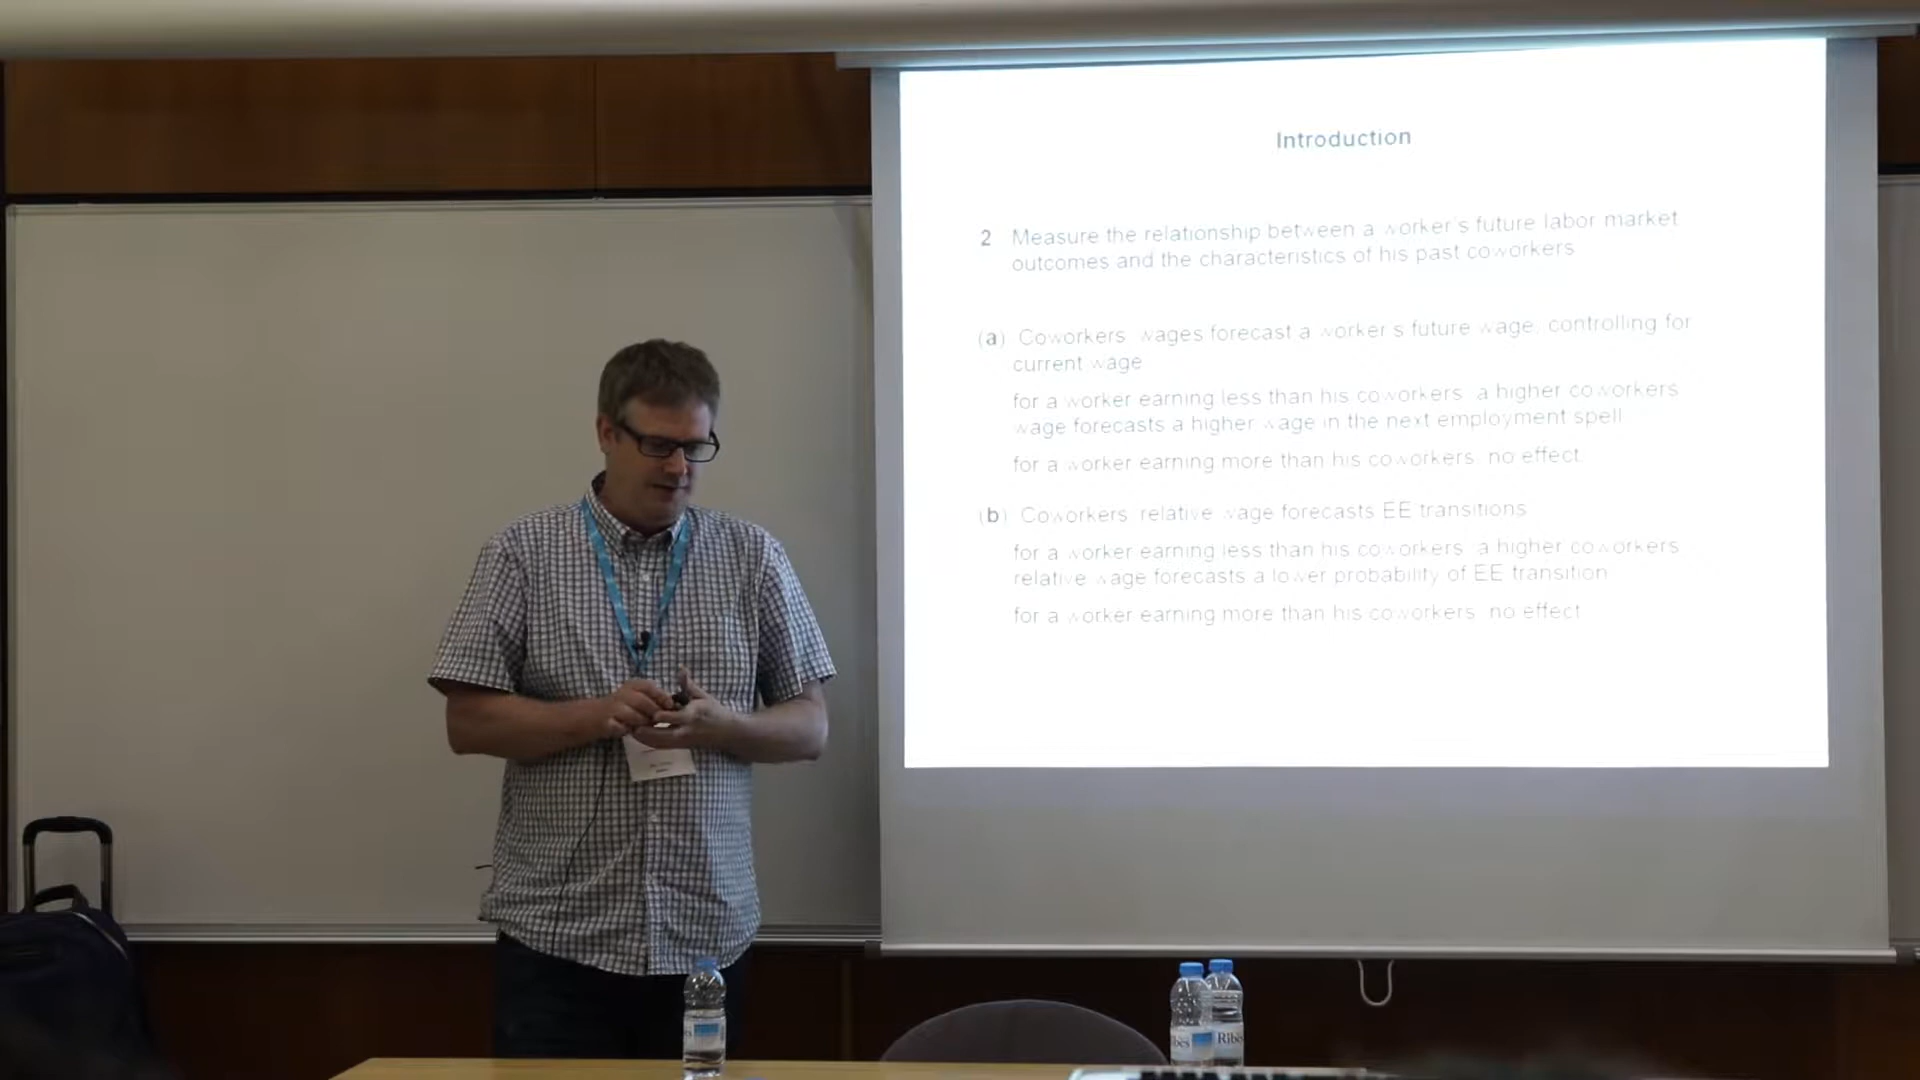 Introduction
2 Measure the relationship between a worker's future labor market
outcomes and the characteristics of his past coworkers
(a) Coworkers' wages forecast a worker's future wage, controlling for
current wage
for a worker earning less than his coworkers, a higher coworkers'
wage forecasts a higher wage in the next employment spell
for a worker earning more than his coworkers, no effect
(b) Coworkers' relative wage forecasts EE transitions
for a worker earning less than his coworkers, a higher coworkers'
relative wage forecasts a lower probability of EE transition
for a worker earning more than his coworkers, no effect
Ribe